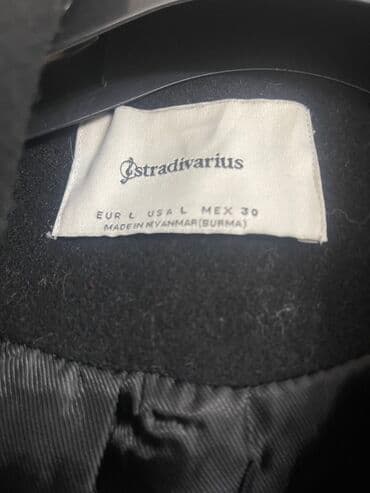 stradivarius
EUR L USA L MEX 30
MADE IN MYANMAR(BURMA)